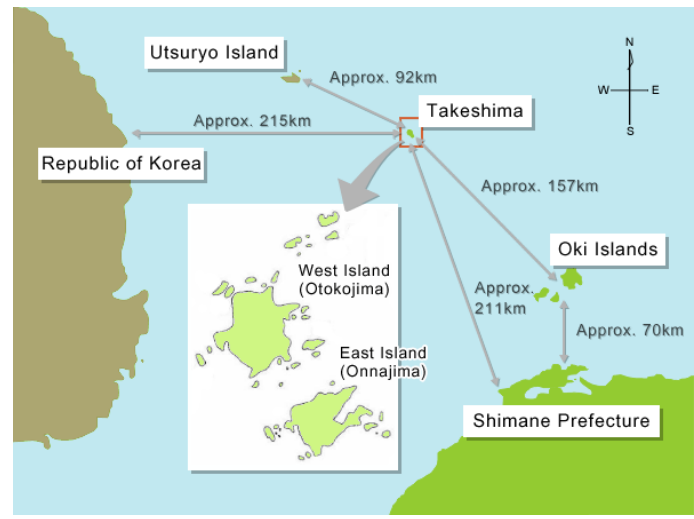 Utsuryo Island
Approx. 92km
N
W
E
S
Takeshima
Approx. 215km
Republic of Korea
Approx. 157km
West Island
(Otokojima)
Oki Islands
Approx.
211km
Approx. 70km
East Island
(Onnajima)
Shimane Prefecture